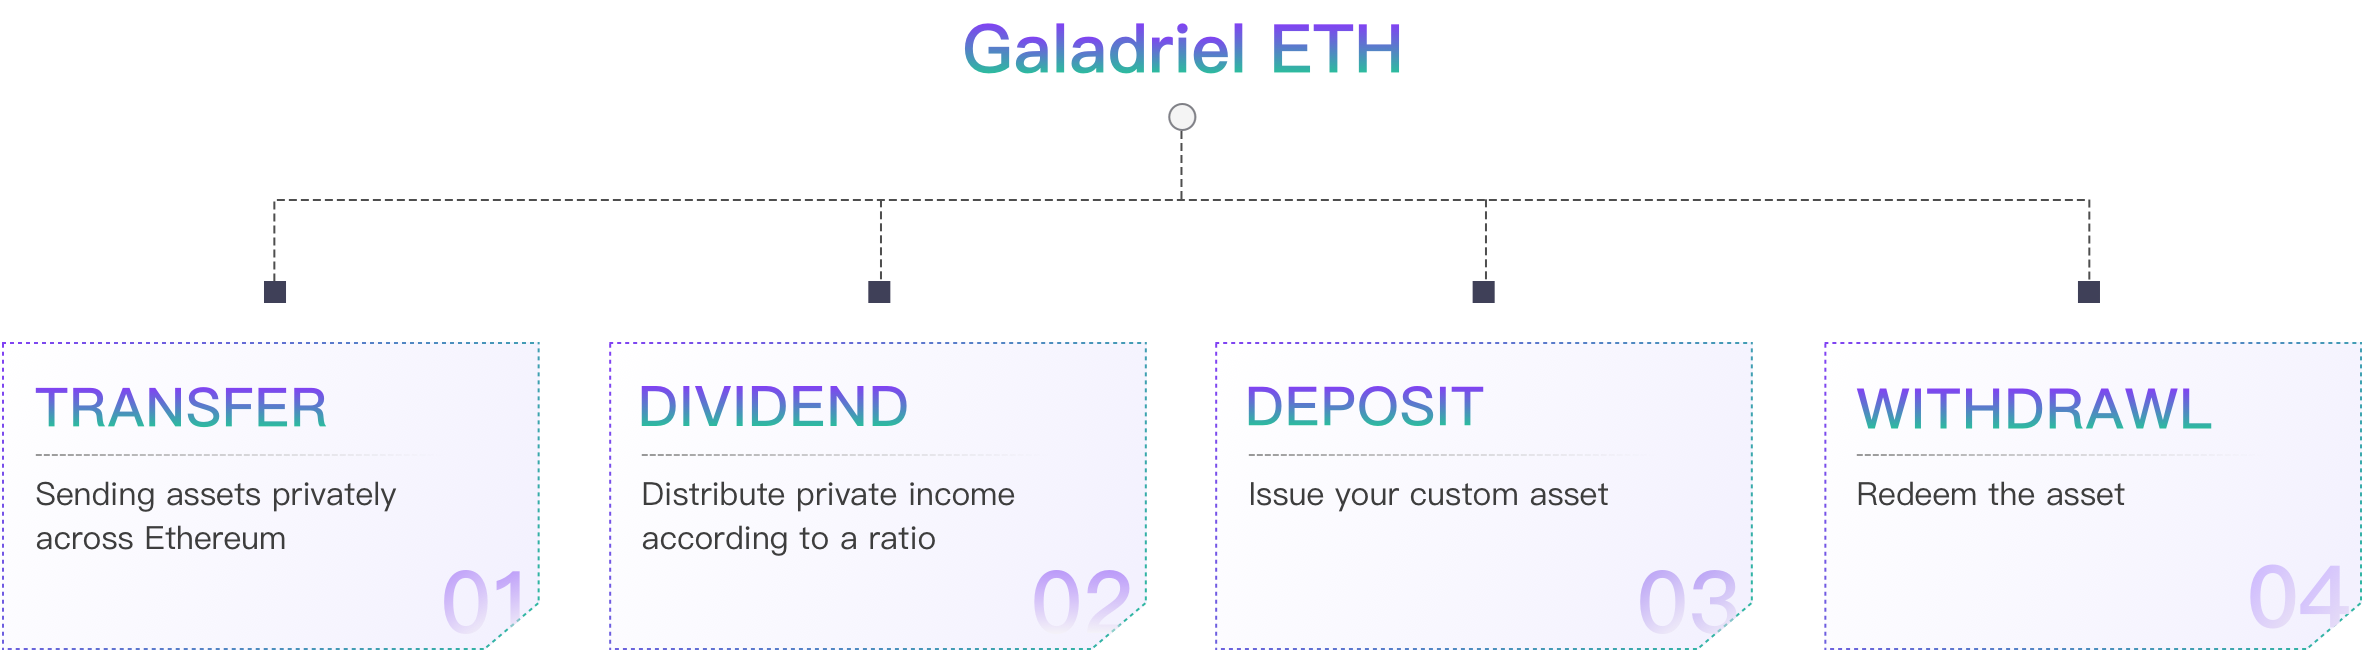 Galadriel ETH
TRANSFER
Sending assets privately
across Ethereum
01
DIVIDEND
Distribute private income
according to a ratio
02
DEPOSIT
Issue your custom asset
03
WITHDRAWL
Redeem the asset
04